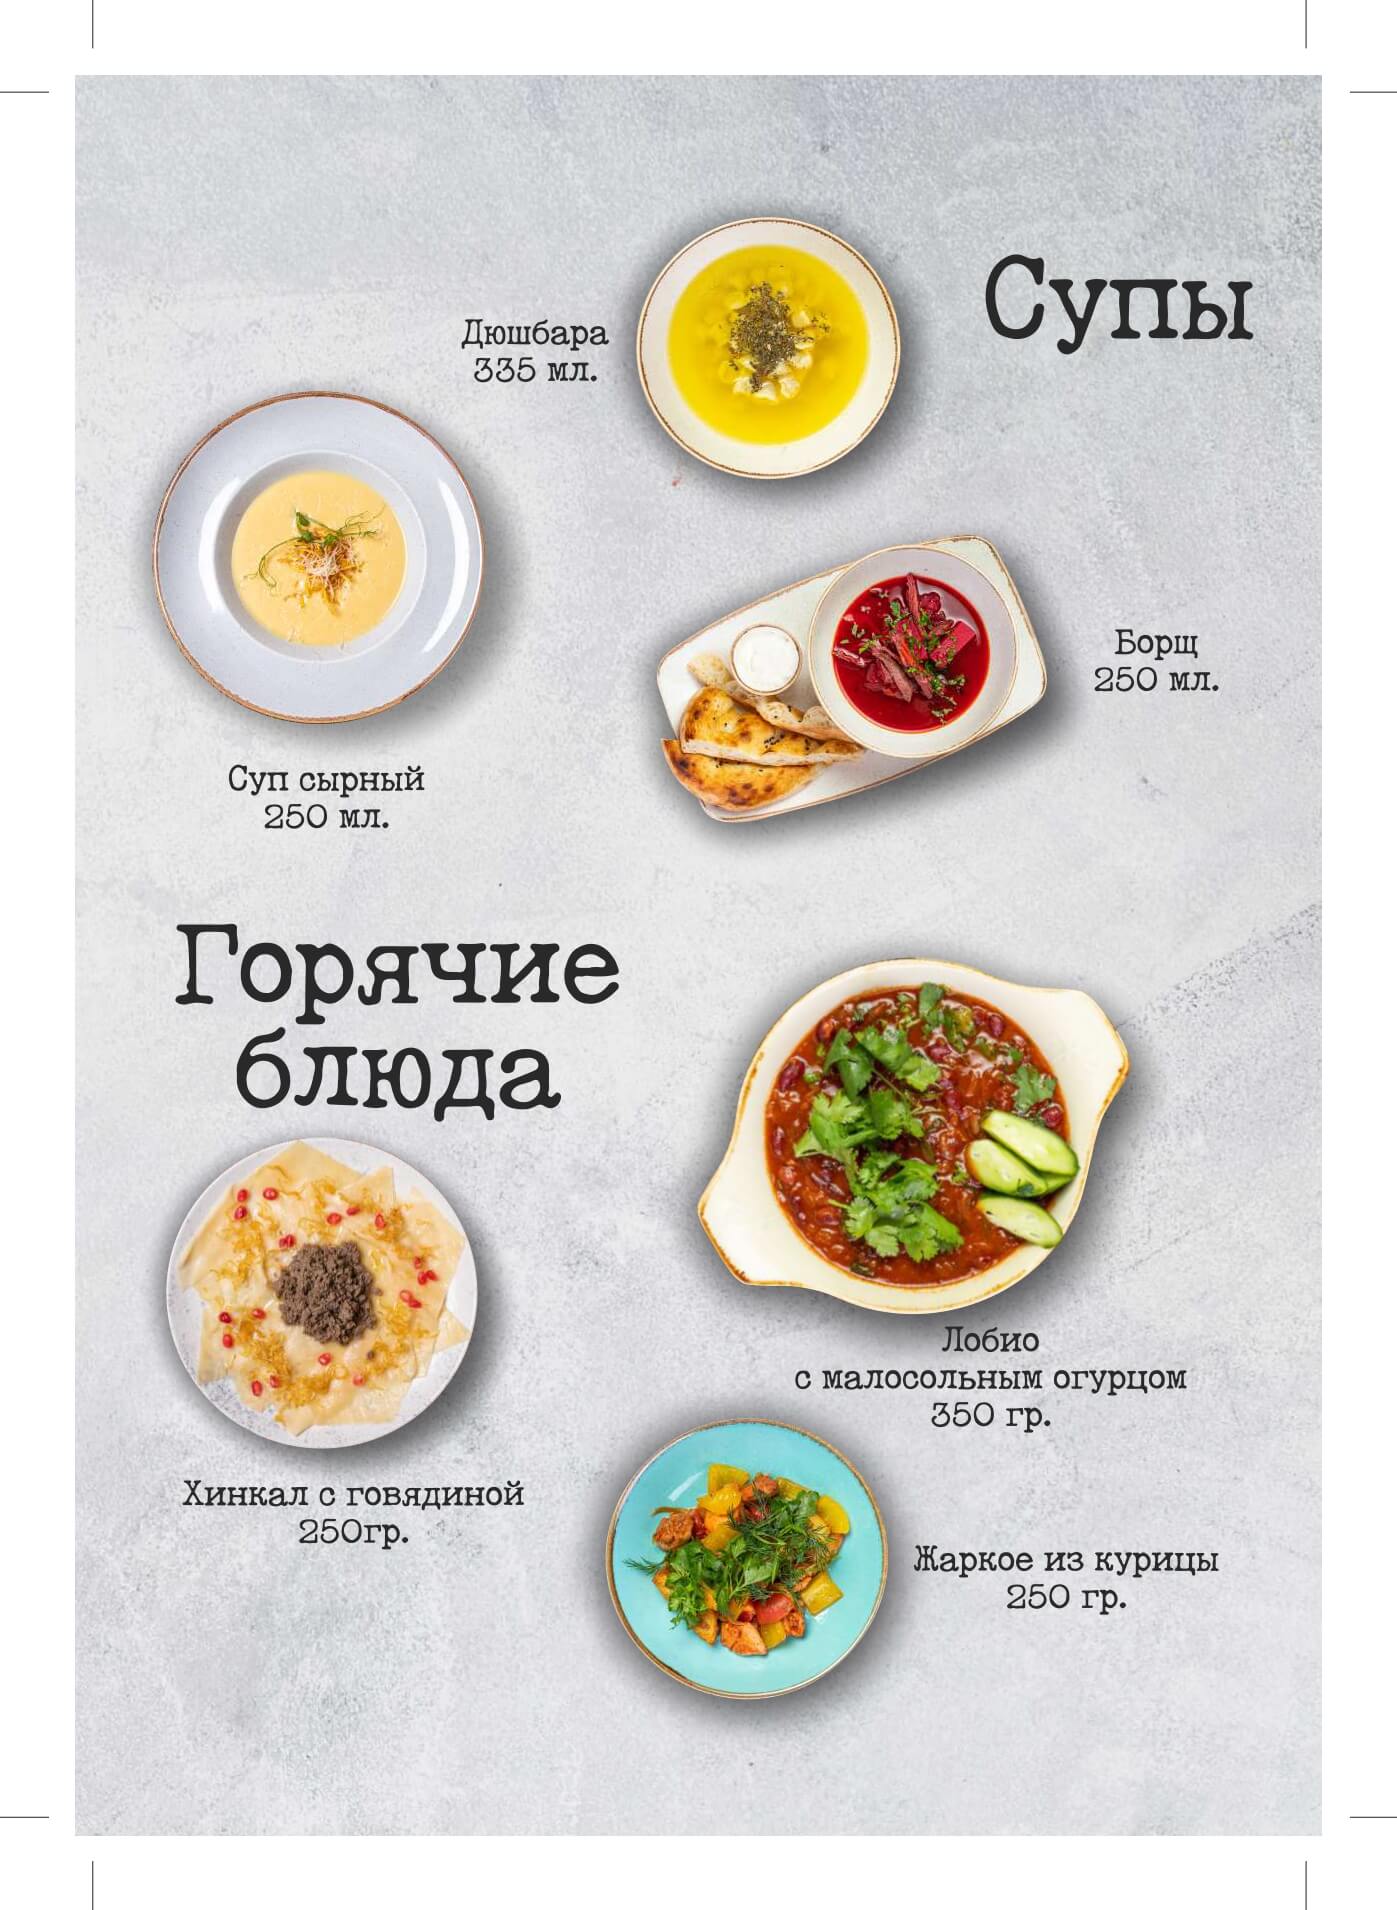 Супы
Дюшбара
335 мл.
Суп сырный
250 мл.
Борщ
250 мл.
Горячие
блюда
Лобио
с малосольным огурцом
350 гр.
Хинкал с говядиной
250гр.
Жаркое из курицы
250 гр.